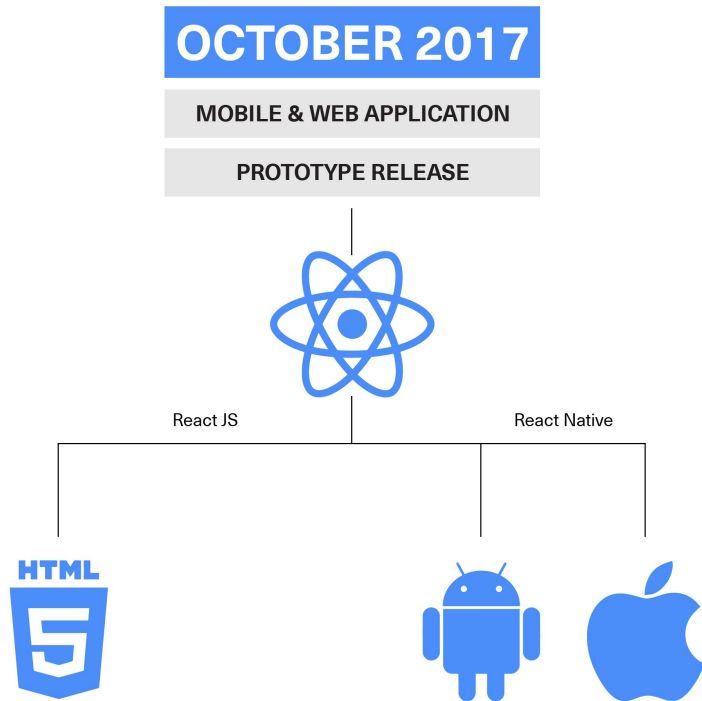 OCTOBER 2017
MOBILE & WEB APPLICATION
PROTOTYPE RELEASE
React JS
React Native
HTML
5